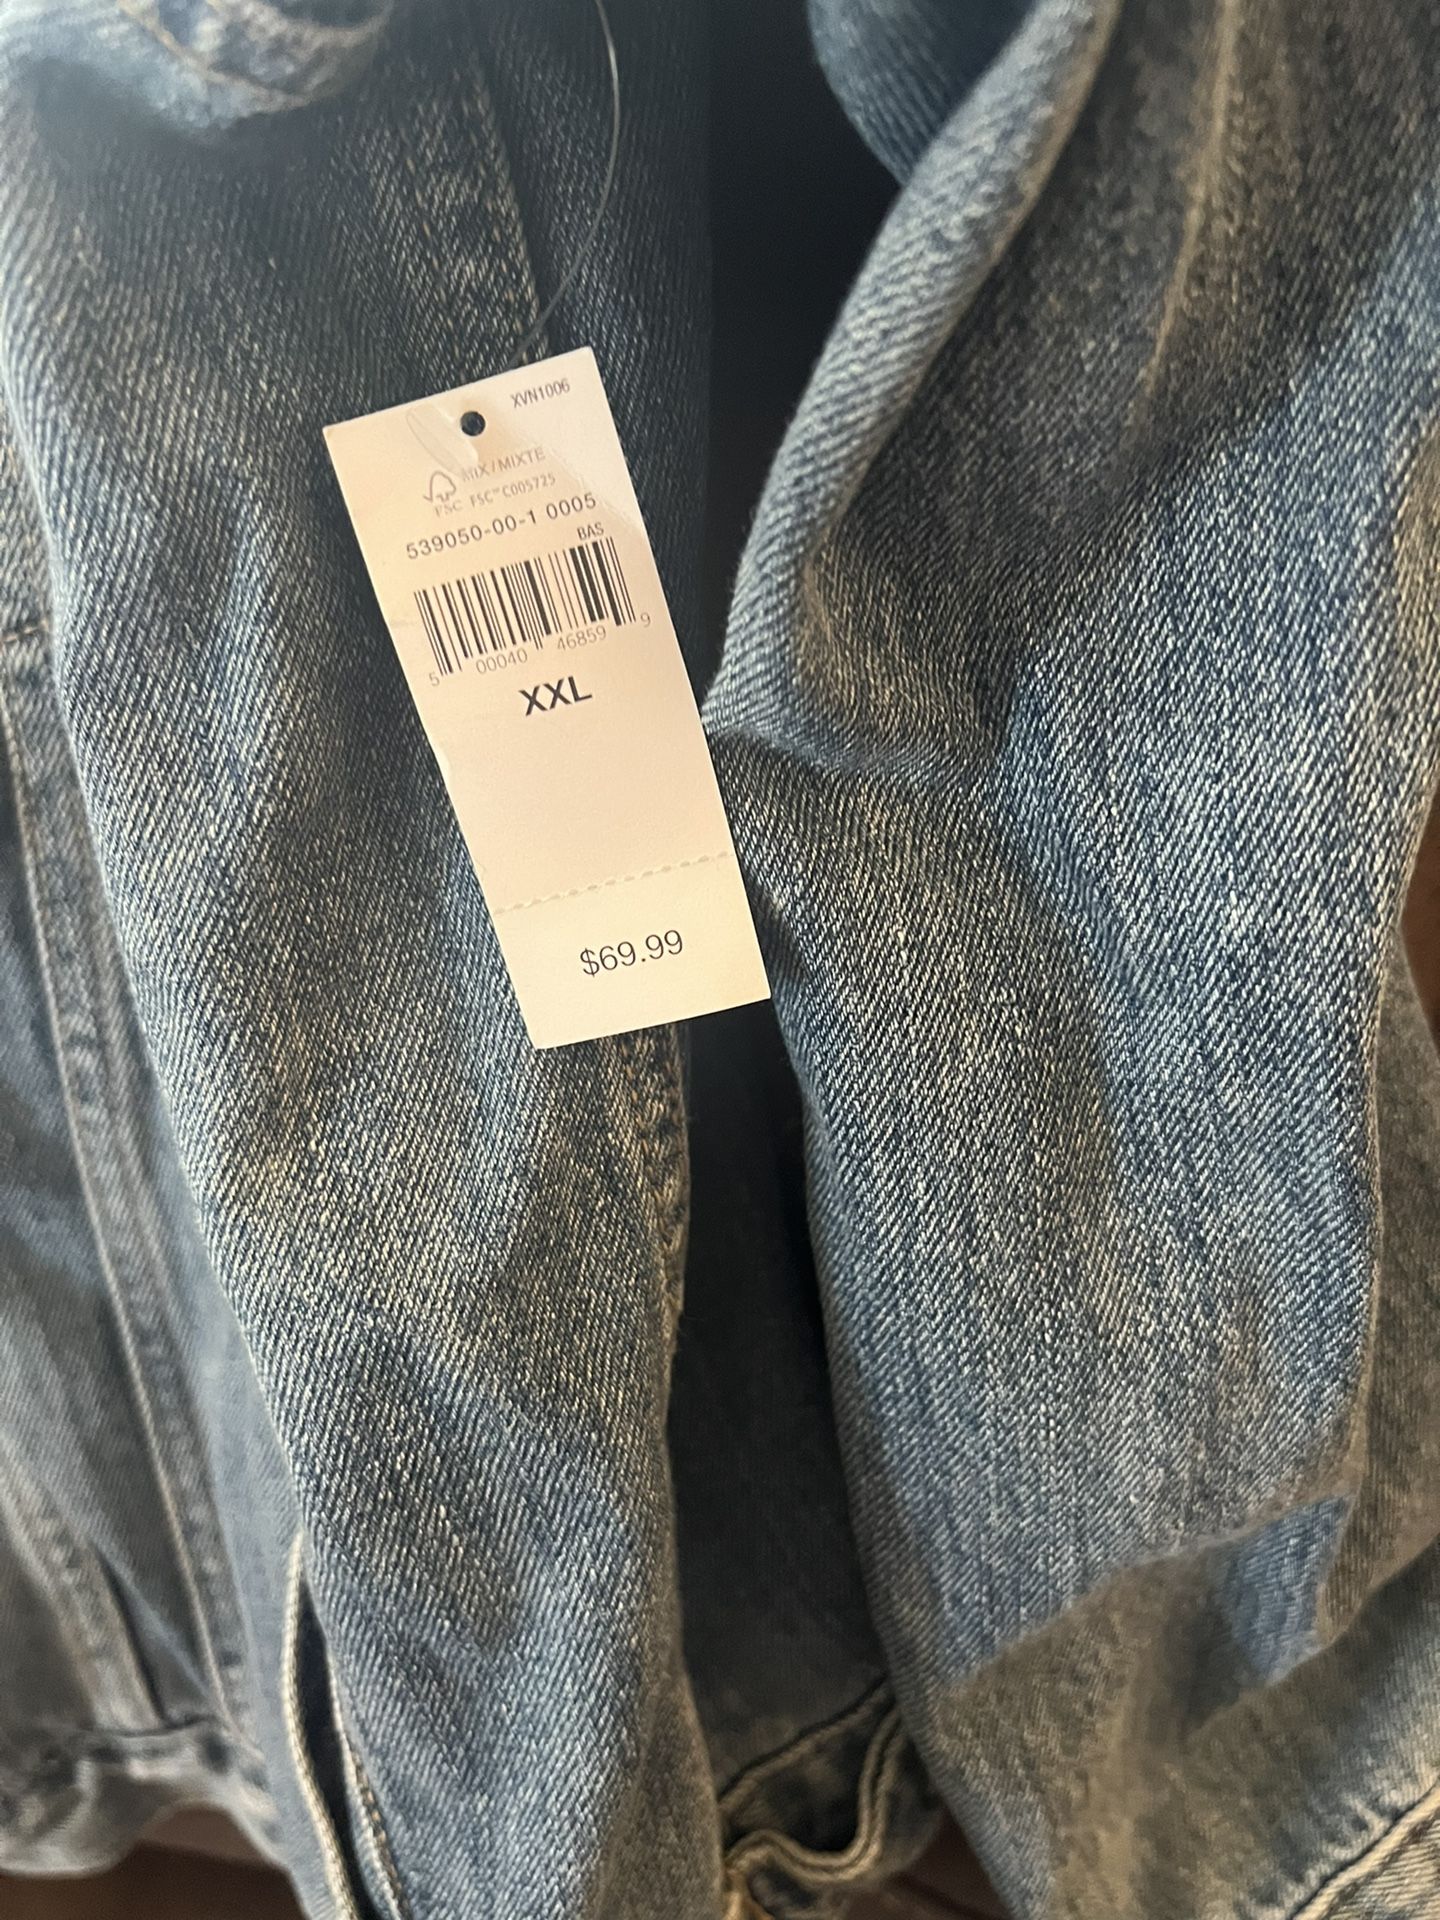 XVN1006
MIX/MIXTE
FSC FSC™ C005725
539050-00-1 0005
BAS
5 00040 46859 9
XXL
$69.99